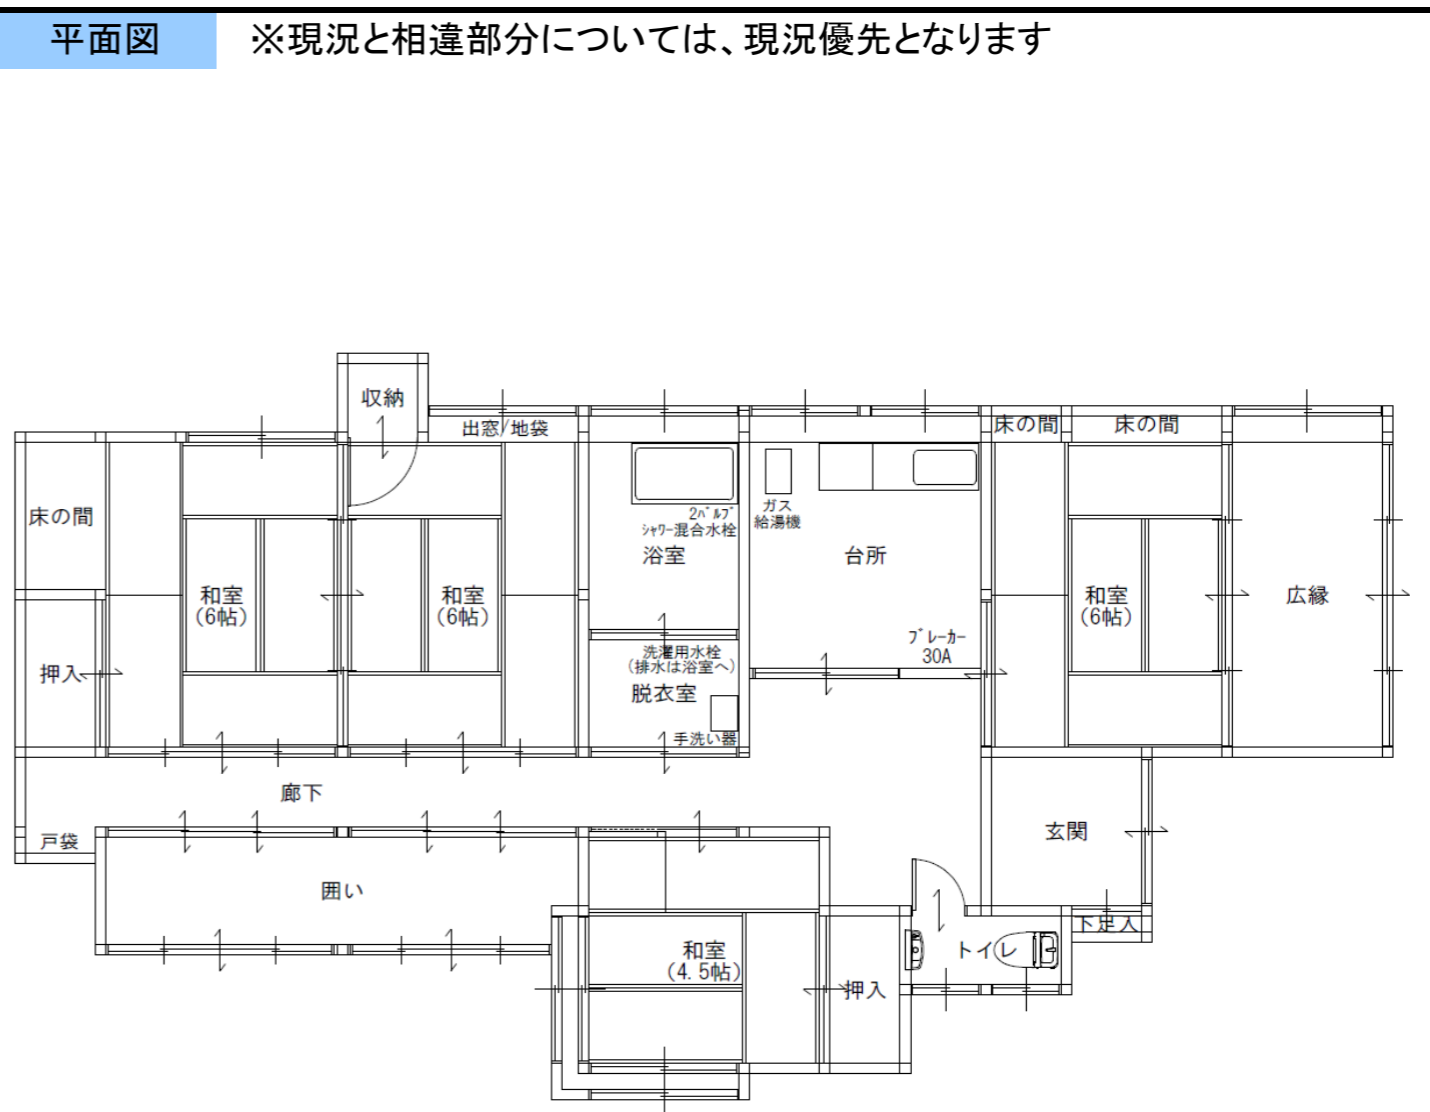 平面図
※現況と相違部分については、現況優先となります
収納
出窓/地袋
床の間
床の間
床の間
2バルブ
シャワー混合水栓
浴室
ガス
給湯機
台所
和室
(6帖)
和室
(6帖)
和室
(6帖)
広縁
ブレーカー
30A
押入
洗濯用水栓
(排水は浴室へ)
脱衣室
手洗い器
廊下
戸袋
玄関
囲い
下足入
和室
(4.5帖)
トイレ
押入